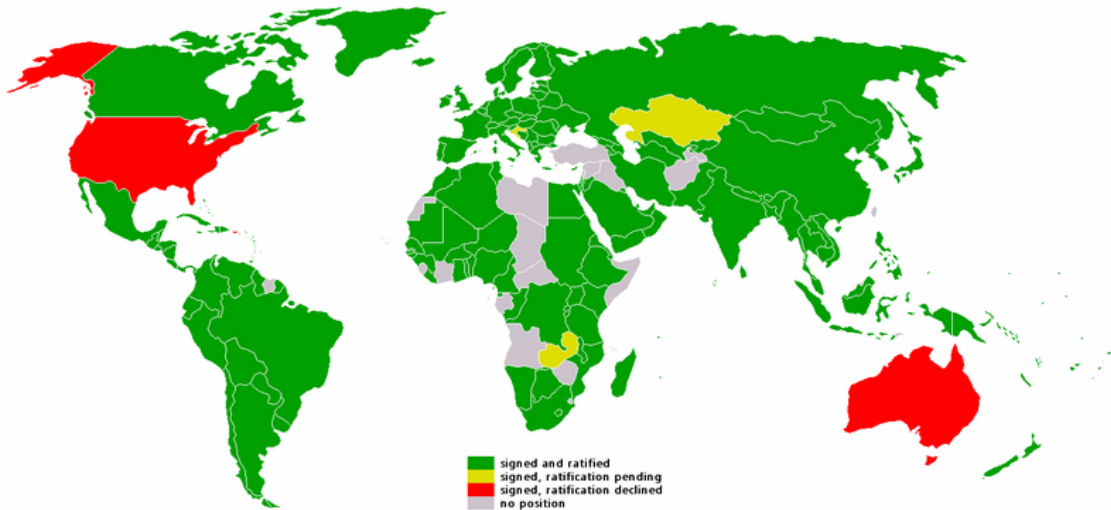 signed and ratified
signed, ratification pending
signed, ratification declined
no position